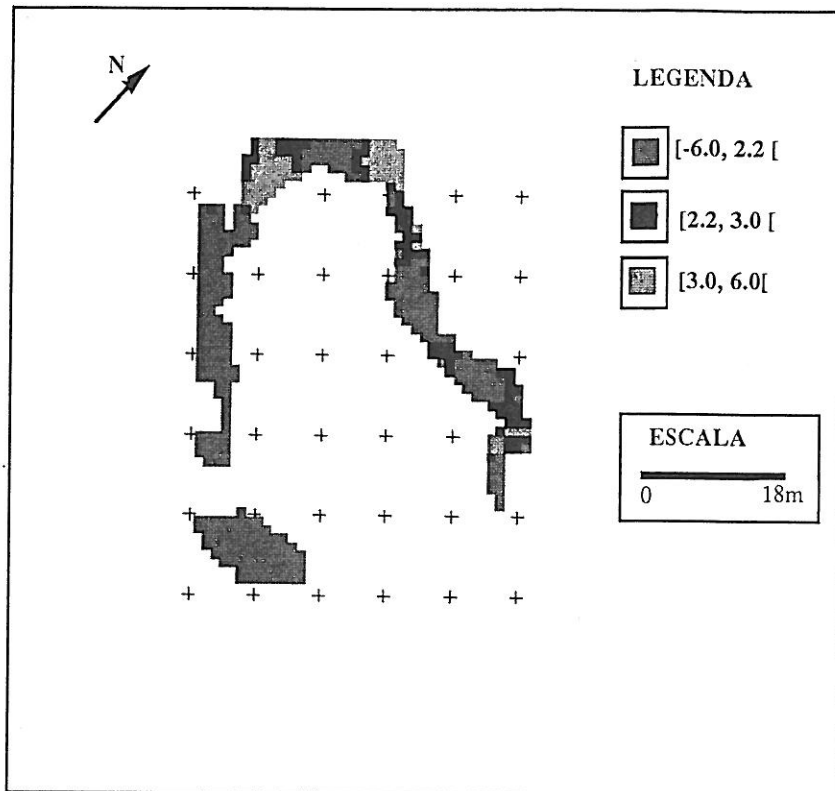 N
LEGENDA
[-6.0, 2.2 [
[2.2, 3.0 [
[3.0, 6.0[
ESCALA
0 18m